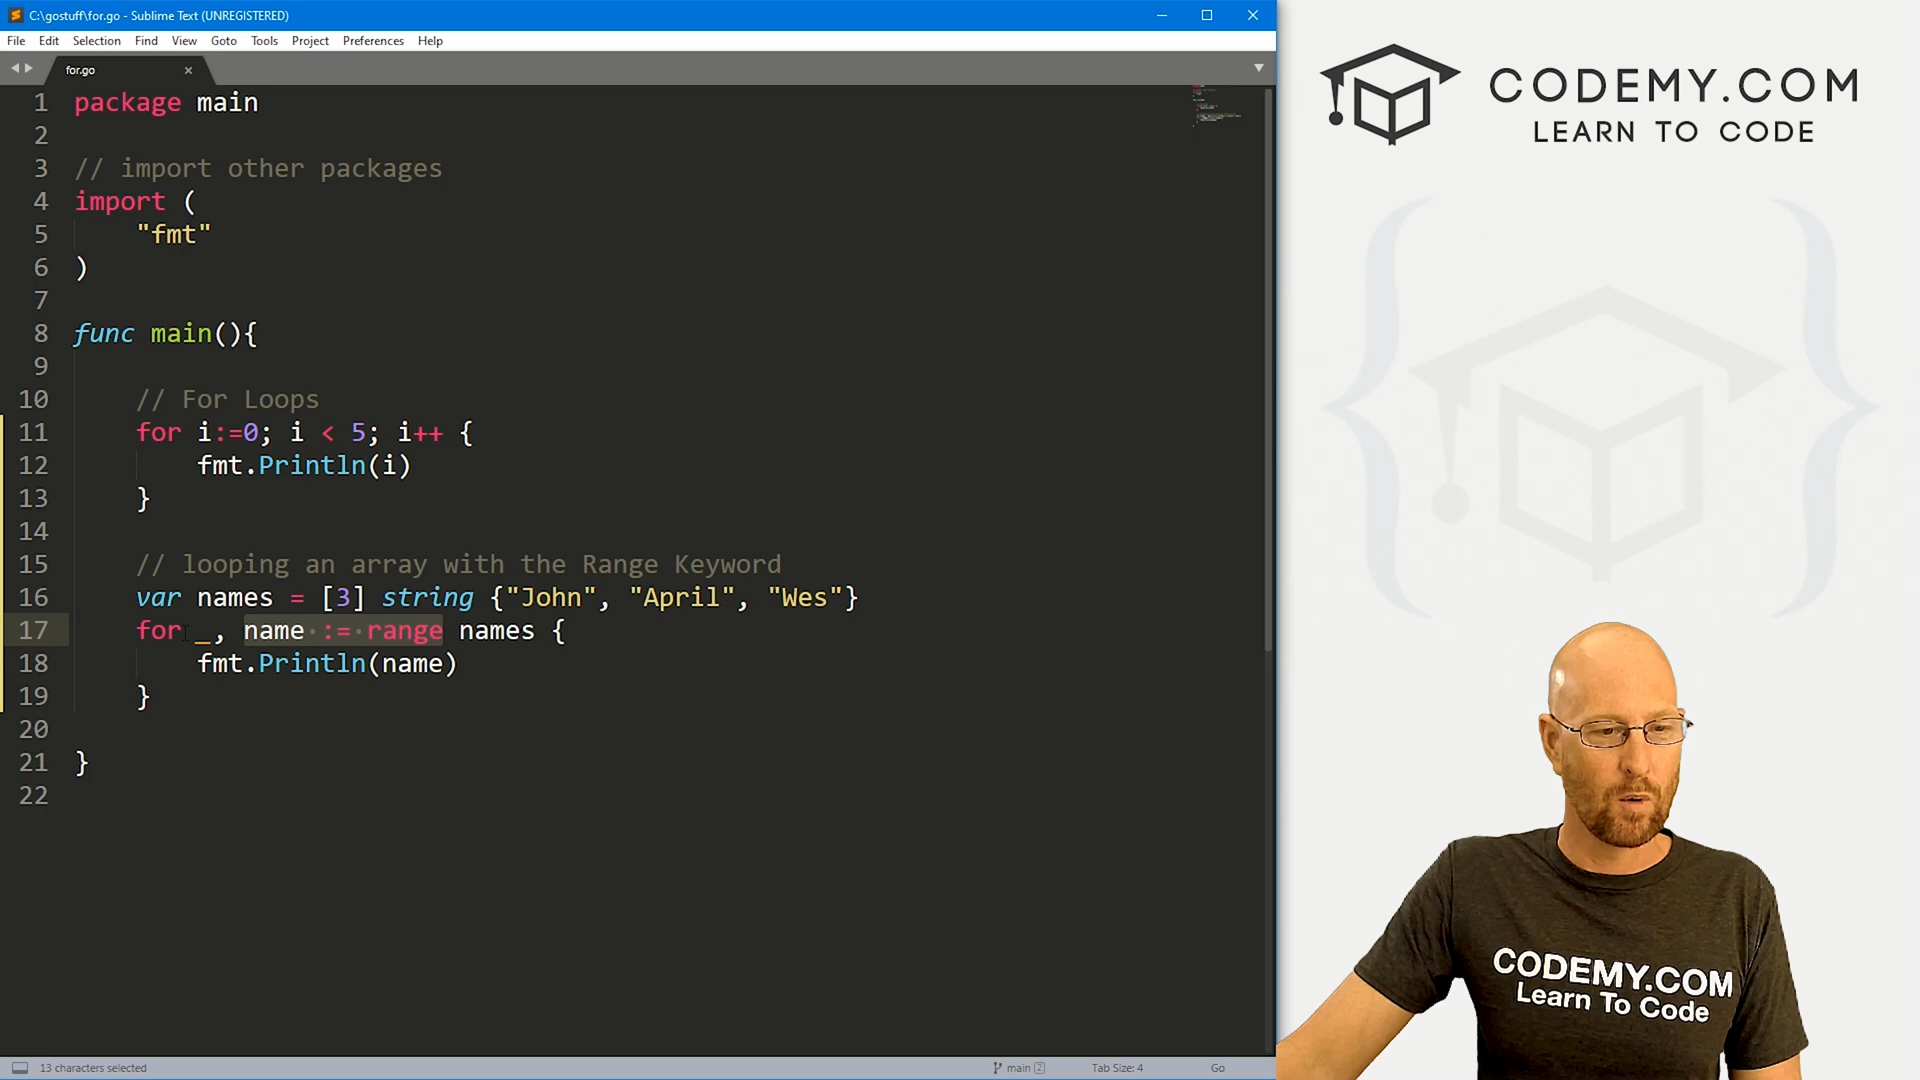 C:\gostuff\for.go - Sublime Text (UNREGISTERED)
File Edit Selection Find View Goto Tools Project Preferences Help
for.go
1 package main
2
3 // import other packages
4 import (
5 "fmt"
6 )
7
8 func main(){
9
10 // For Loops
11 for i:=0; i < 5; i++ {
12 fmt.Println(i)
13 }
14
15 // looping an array with the Range Keyword
16 var names = [3] string {"John", "April", "Wes"}
17 for _, name := range names {
18 fmt.Println(name)
19 }
20
21 }
22
13 characters selected
main 2
Tab Size: 4
Go
CODEMY.COM
LEARN TO CODE
CODEMY.COM
Learn To Code